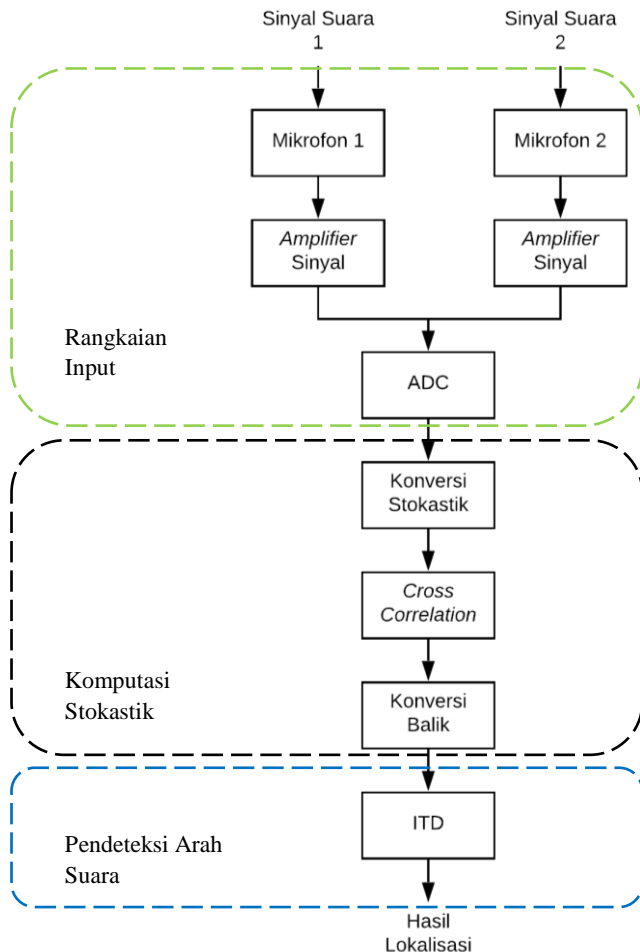 Sinyal Suara
1
Sinyal Suara
2
Mikrofon 1
Mikrofon 2
Amplifier
Sinyal
Amplifier
Sinyal
Rangkaian
Input
ADC
Konversi
Stokastik
Cross
Correlation
Komputasi
Stokastik
Konversi
Balik
ITD
Pendeteksi Arah
Suara
Hasil
Lokalisasi